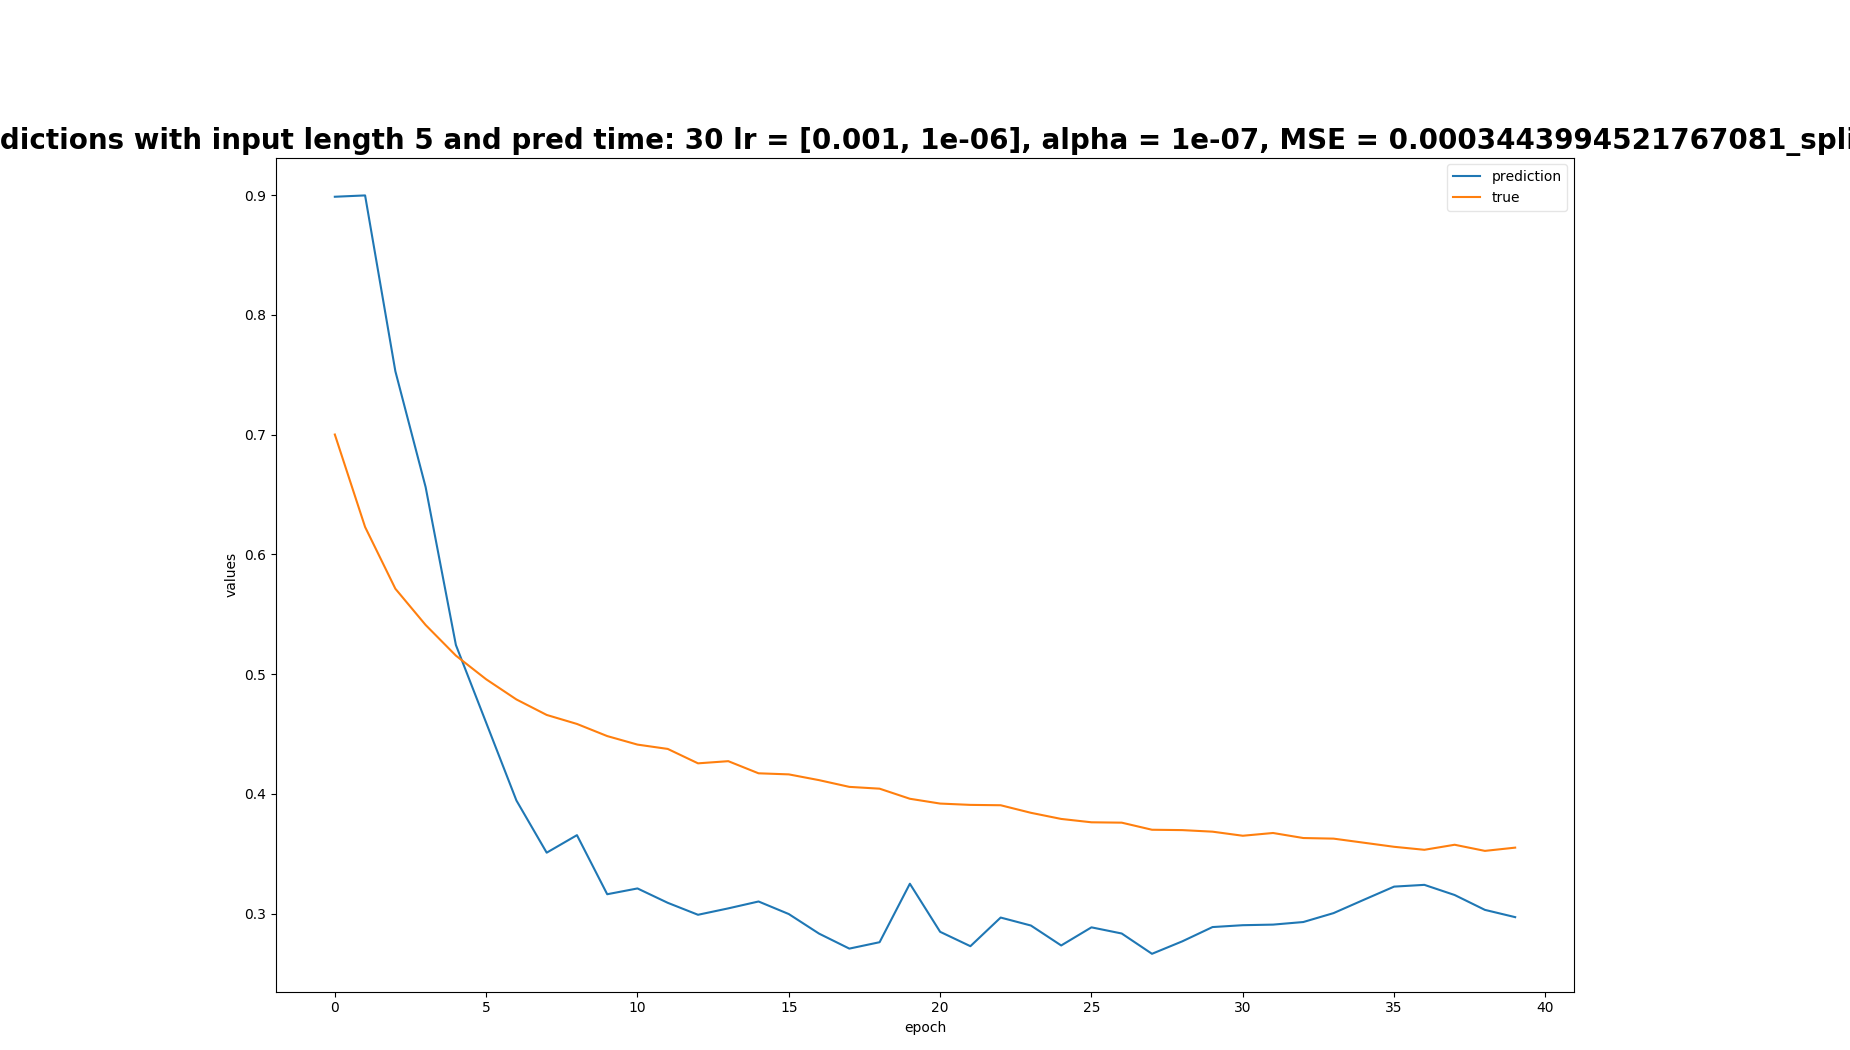 dictions with input length 5 and pred time: 30 lr = [0.001, 1e-06], alpha = 1e-07, MSE = 0.0003443994521767081_spli
prediction
true
0.9
0.8
0.7
0.6
0.5
0.4
0.3
values
0 5 10 15 20 25 30 35 40
epoch